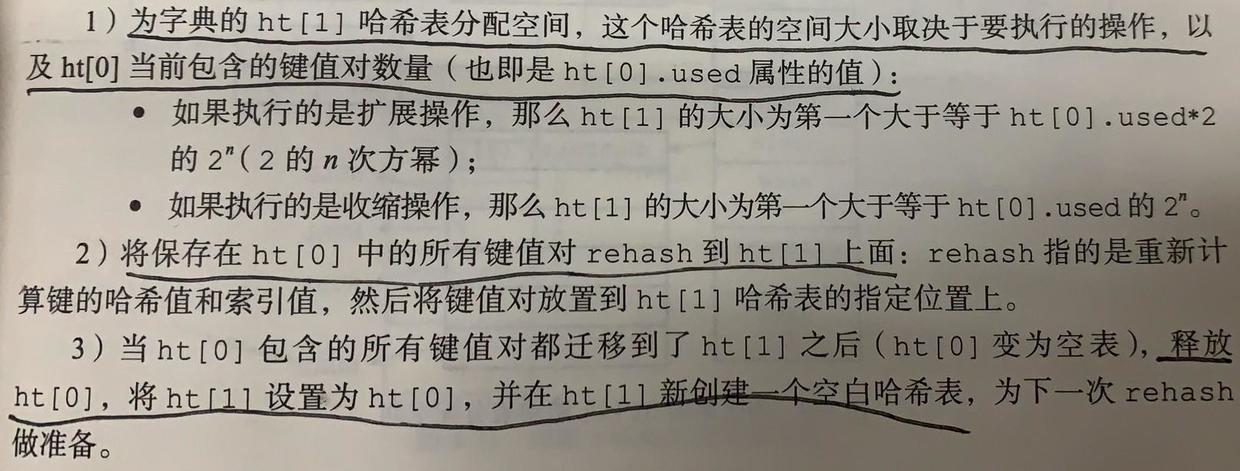 1）为字典的 ht[1] 哈希表分配空间，这个哈希表的空间大小取决于要执行的操作，以
及 ht[0] 当前包含的键值对数量（也即是 ht[0].used 属性的值）：
• 如果执行的是扩展操作，那么 ht[1] 的大小为第一个大于等于 ht[0].used*2
的 2ⁿ（2 的 n 次方幂）；
• 如果执行的是收缩操作，那么 ht[1] 的大小为第一个大于等于 ht[0].used 的 2ⁿ。
2）将保存在 ht[0] 中的所有键值对 rehash 到 ht[1] 上面：rehash 指的是重新计
算键的哈希值和索引值，然后将键值对放置到 ht[1] 哈希表的指定位置上。
3）当 ht[0] 包含的所有键值对都迁移到了 ht[1] 之后（ht[0] 变为空表），释放
ht[0]，将 ht[1] 设置为 ht[0]，并在 ht[1] 新创建一个空白哈希表，为下一次 rehash
做准备。